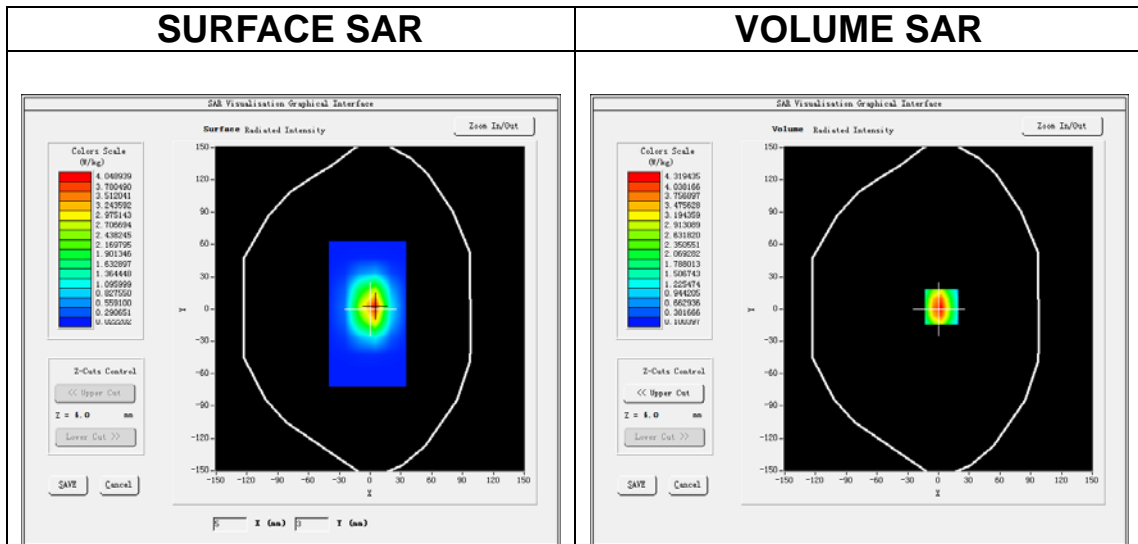 SURFACE SAR
SAR Visualisation Graphical Interface
Surface Radiated Intensity
Zoom In/Out
Colors Scale
(W/kg)
4.048939
3.780490
3.512041
3.243592
2.975143
2.706694
2.438245
2.169795
1.901346
1.632897
1.364448
1.095999
0.827550
0.559100
0.290651
0.022202
150
120
90
60
30
0
-30
-60
-90
-120
-150
Y
-150 -120 -90 -60 -30 0 30 60 90 120 150
X
Z-Cuts Control
<< Upper Cut
Z = 4.0 mm
Lower Cut >>
SAVE Cancel
5 X (mm) 3 Y (mm)
VOLUME SAR
SAR Visualisation Graphical Interface
Volume Radiated Intensity
Zoom In/Out
Colors Scale
(W/kg)
4.319435
4.038166
3.756897
3.475628
3.194359
2.913089
2.631820
2.350551
2.069282
1.788013
1.506743
1.225474
0.944205
0.662936
0.381666
0.100397
150
120
90
60
30
0
-30
-60
-90
-120
-150
Y
-150 -120 -90 -60 -30 0 30 60 90 120 150
X
Z-Cuts Control
<< Upper Cut
Z = 4.0 mm
Lower Cut >>
SAVE Cancel